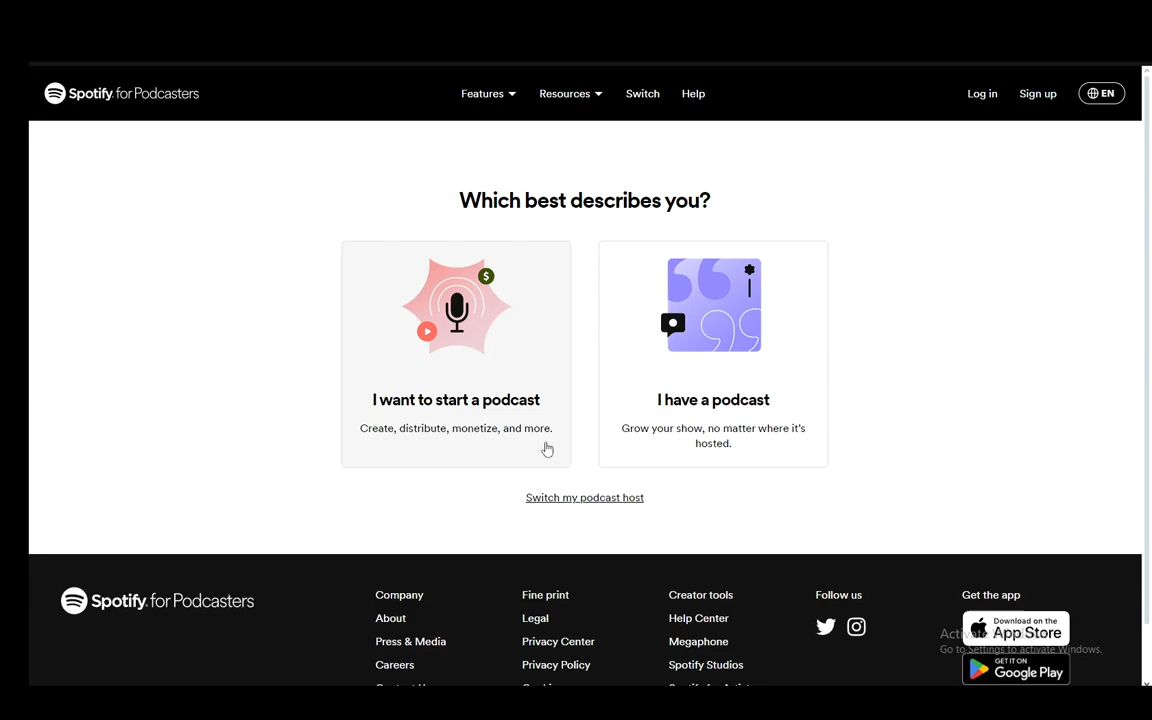 Spotify for Podcasters
Features
Resources
Switch
Help
Log in
Sign up
EN
Which best describes you?
$
I want to start a podcast
Create, distribute, monetize, and more.
I have a podcast
Grow your show, no matter where it's
hosted.
Switch my podcast host
Spotify for Podcasters
Company
About
Press & Media
Careers
Fine print
Legal
Privacy Center
Privacy Policy
Creator tools
Help Center
Megaphone
Spotify Studios
Follow us
Get the app
Download on the
App Store
Go to Settings to activate Windows.
GET IT ON
Google Play